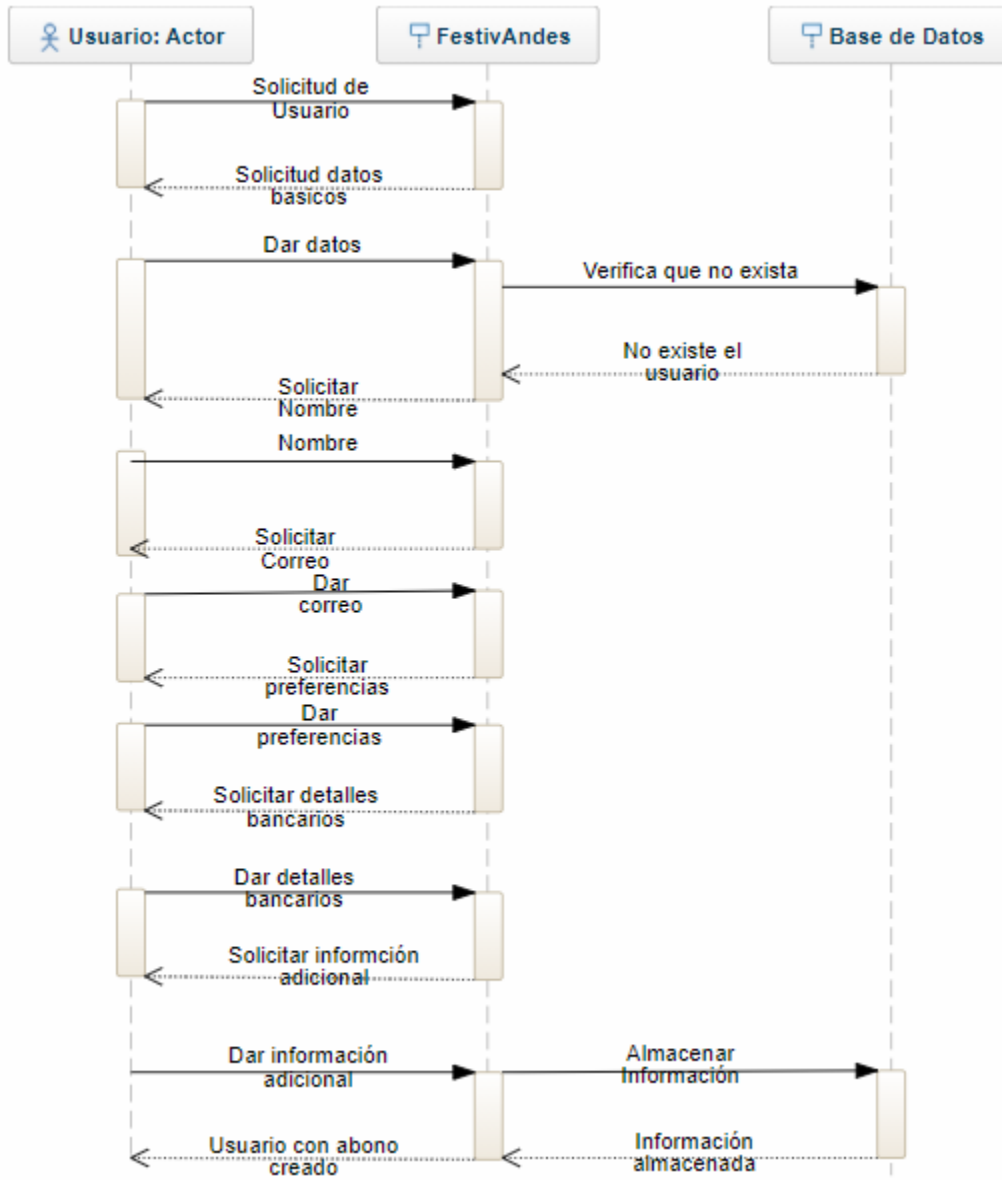 Usuario: Actor
FestivAndes
Base de Datos
Solicitud de
Usuario
Solicitud datos
basicos
Dar datos
Verifica que no exista
No existe el
usuario
Solicitar
Nombre
Nombre
Solicitar
Correo
Dar
correo
Solicitar
preferencias
Dar
preferencias
Solicitar detalles
bancarios
Dar detalles
bancarios
Solicitar informción
adicional
Dar información
adicional
Almacenar
Información
Información
almacenada
Usuario con abono
creado